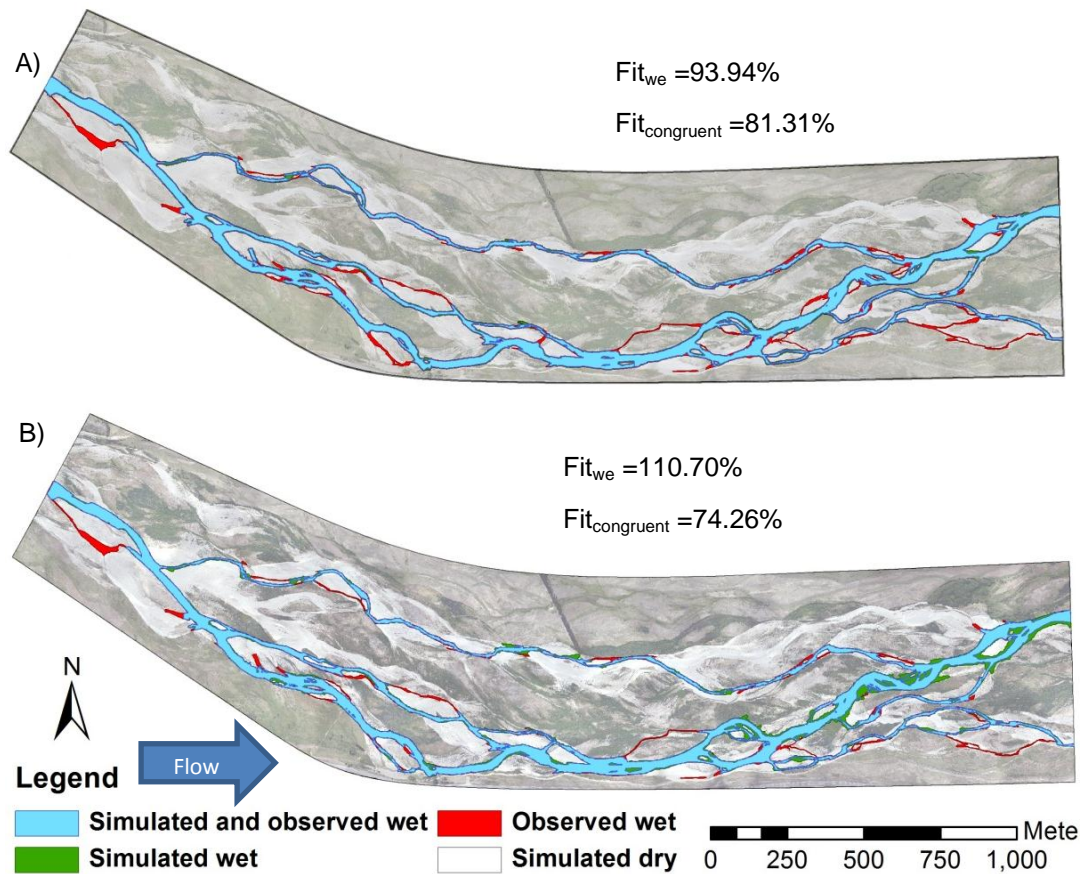 A)
Fitwe =93.94%
Fitcongruent =81.31%
B)
Fitwe =110.70%
Fitcongruent =74.26%
N
Flow
Legend
Simulated and observed wet
Observed wet
Simulated wet
Simulated dry
Mete
0 250 500 750 1,000